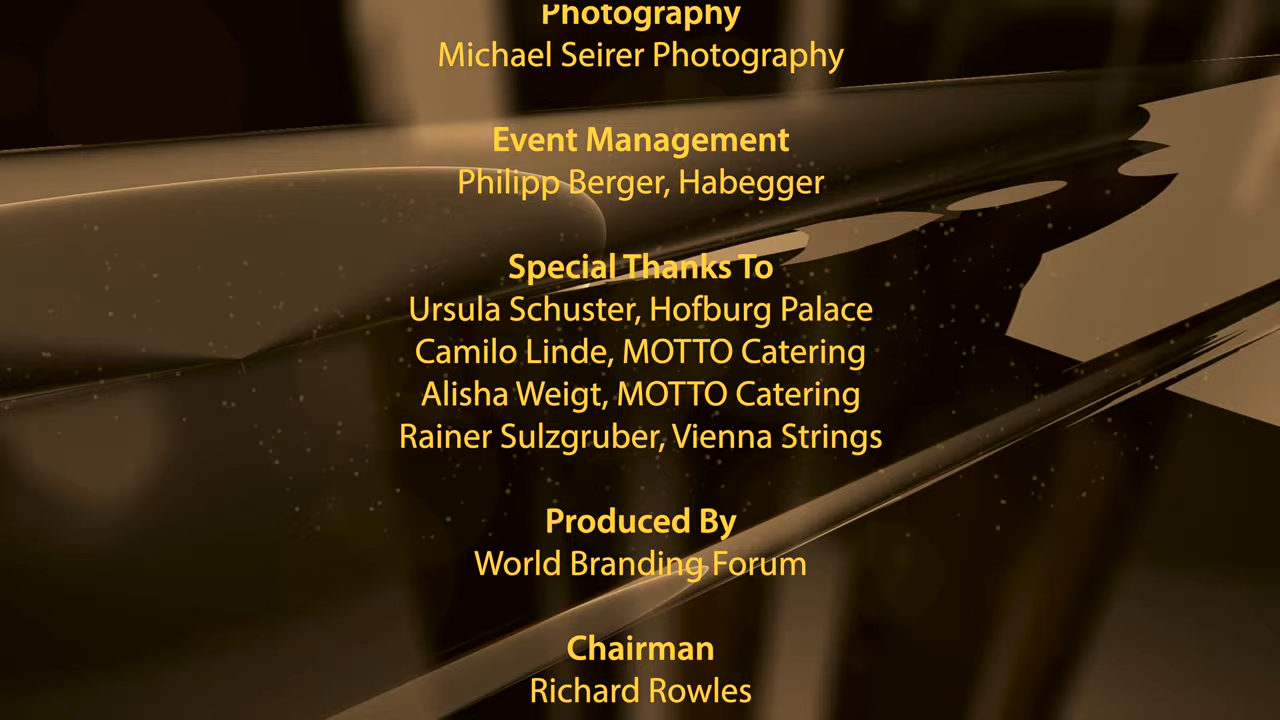 Photography
Michael Seirer Photography
Event Management
Philipp Berger, Habegger
Special Thanks To
Ursula Schuster, Hofburg Palace
Camilo Linde, MOTTO Catering
Alisha Weigt, MOTTO Catering
Rainer Sulzgruber, Vienna Strings
Produced By
World Branding Forum
Chairman
Richard Rowles